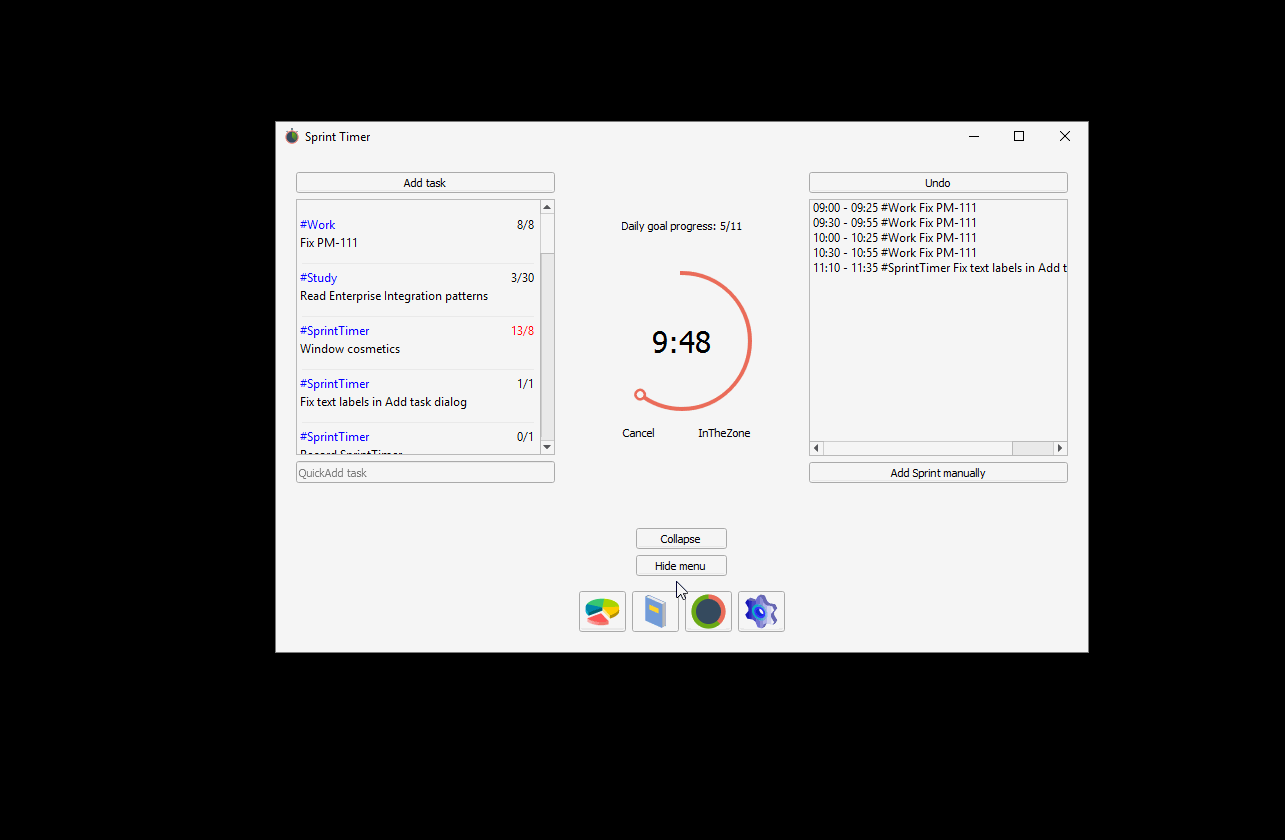 Sprint Timer
Add task
#Work 8/8
Fix PM-111
#Study 3/30
Read Enterprise Integration patterns
#SprintTimer 13/8
Window cosmetics
#SprintTimer 1/1
Fix text labels in Add task dialog
#SprintTimer 0/1
Record SprintTimer
QuickAdd task
Daily goal progress: 5/11
9:48
Cancel InTheZone
Undo
09:00 - 09:25 #Work Fix PM-111
09:30 - 09:55 #Work Fix PM-111
10:00 - 10:25 #Work Fix PM-111
10:30 - 10:55 #Work Fix PM-111
11:10 - 11:35 #SprintTimer Fix text labels in Add t
Add Sprint manually
Collapse
Hide menu